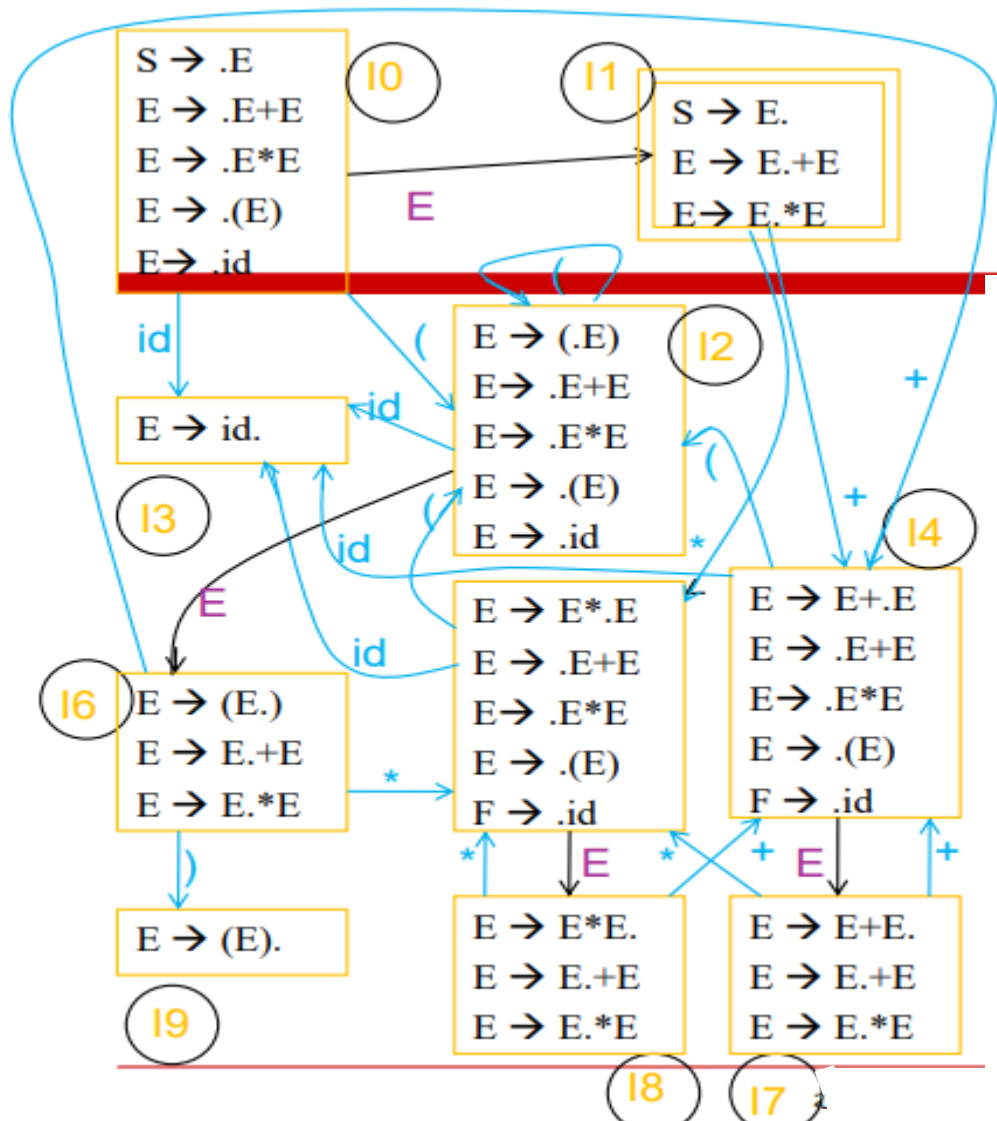 S → .E
E → .E+E
E → .E*E
E → .(E)
E→ .id
I0
I1
S → E.
E → E.+E
E→ E.*E
E
id
(
(
E → (.E)
E→ .E+E
E→ .E*E
E → .(E)
E → .id
I2
+
E → id.
I3
id
(
(
*
+
I4
id
E
id
E → E*.E
E → .E+E
E→ .E*E
E → .(E)
F → .id
E → E+.E
E → .E+E
E→ .E*E
E → .(E)
F → .id
I6
E → (E.)
E → E.+E
E → E.*E
*
)
*
E
*
+
E
+
E → (E).
I9
E → E*E.
E → E.+E
E → E.*E
I8
E → E+E.
E → E.+E
E → E.*E
I7